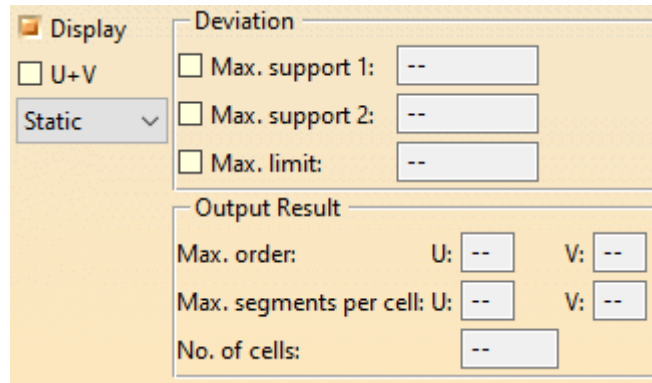 Display
U+V
Static
Deviation
Max. support 1: --
Max. support 2: --
Max. limit: --
Output Result
Max. order: U: -- V: --
Max. segments per cell: U: -- V: --
No. of cells: --